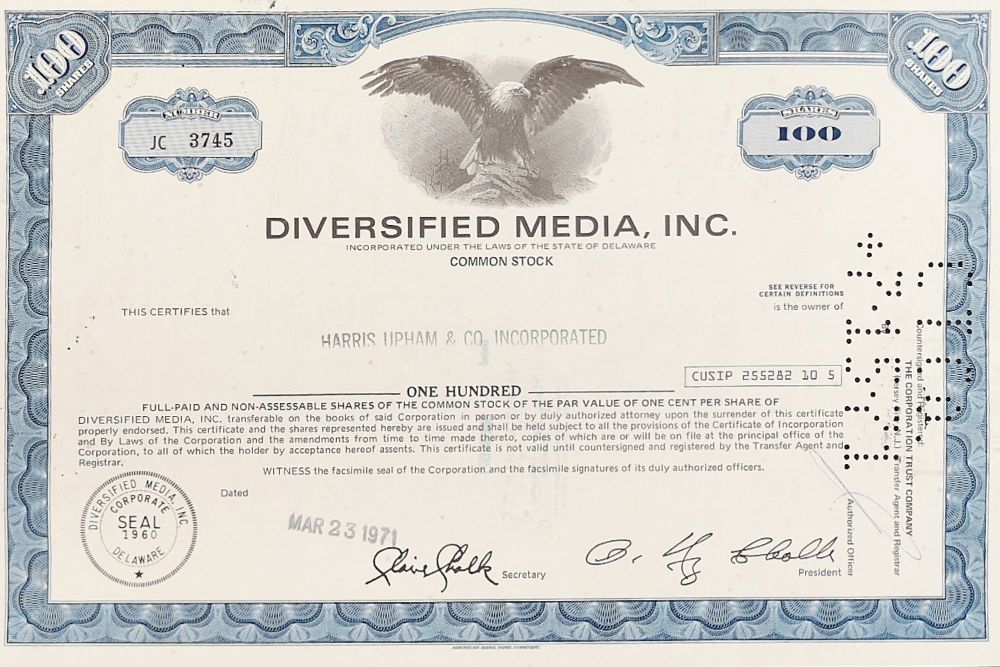 100 SHARES
100 SHARES
NUMBER
JC 3745
SHARES
100
DIVERSIFIED MEDIA, INC.
INCORPORATED UNDER THE LAWS OF THE STATE OF DELAWARE
COMMON STOCK
SEE REVERSE FOR
CERTAIN DEFINITIONS
THIS CERTIFIES that
is the owner of
HARRIS UPHAM & CO. INCORPORATED
CUSIP 255282 10 5
ONE HUNDRED
FULL-PAID AND NON-ASSESSABLE SHARES OF THE COMMON STOCK OF THE PAR VALUE OF ONE CENT PER SHARE OF
DIVERSIFIED MEDIA, INC. transferable on the books of said Corporation in person or by duly authorized attorney upon the surrender of this certificate
properly endorsed. This certificate and the shares represented hereby are issued and shall be held subject to all the provisions of the Certificate of Incorporation
and By Laws of the Corporation and the amendments from time to time made thereto, copies of which are or will be on file at the principal office of the
Corporation, to all of which the holder by acceptance hereof assents. This certificate is not valid until countersigned and registered by the Transfer Agent and
Registrar.
WITNESS the facsimile seal of the Corporation and the facsimile signatures of its duly authorized officers.
Dated
MAR 23 1971
DIVERSIFIED MEDIA, INC.
CORPORATE
SEAL
1960
DELAWARE
Claire Chalk
Secretary
President
Countersigned and Registered:
THE CORPORATION TRUST COMPANY
Transfer Agent and Registrar
Authorized Officer
AMERICAN BANK NOTE COMPANY